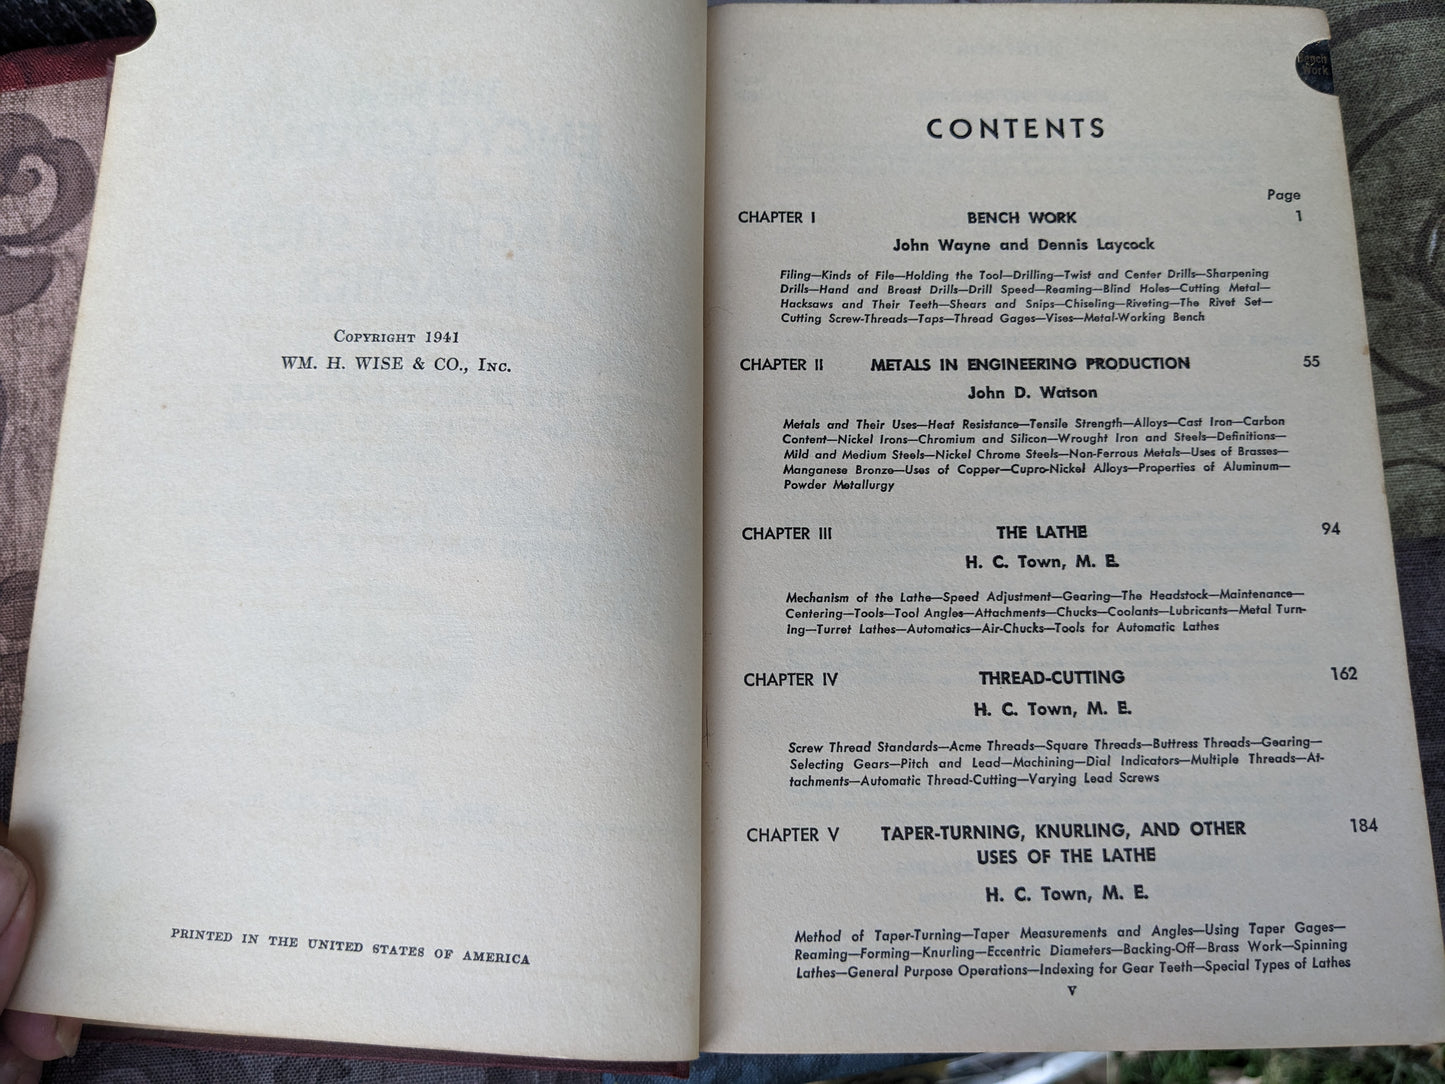 Copyright 1941
WM. H. WISE & CO., Inc.
PRINTED IN THE UNITED STATES OF AMERICA
Bench
Work
CONTENTS
Page
CHAPTER I BENCH WORK 1
John Wayne and Dennis Laycock
Filing—Kinds of File—Holding the Tool—Drilling—Twist and Center Drills—Sharpening
Drills—Hand and Breast Drills—Drill Speed—Reaming—Blind Holes—Cutting Metal—
Hacksaws and Their Teeth—Shears and Snips—Chiseling—Riveting—The Rivet Set—
Cutting Screw-Threads—Taps—Thread Gages—Vises—Metal-Working Bench
CHAPTER II METALS IN ENGINEERING PRODUCTION 55
John D. Watson
Metals and Their Uses—Heat Resistance—Tensile Strength—Alloys—Cast Iron—Carbon
Content—Nickel Irons—Chromium and Silicon—Wrought Iron and Steels—Definitions—
Mild and Medium Steels—Nickel Chrome Steels—Non-Ferrous Metals—Uses of Brasses—
Manganese Bronze—Uses of Copper—Cupro-Nickel Alloys—Properties of Aluminum—
Powder Metallurgy
CHAPTER III THE LATHE 94
H. C. Town, M. E.
Mechanism of the Lathe—Speed Adjustment—Gearing—The Headstock—Maintenance—
Centering—Tools—Tool Angles—Attachments—Chucks—Coolants—Lubricants—Metal Turn-
ing—Turret Lathes—Automatics—Air-Chucks—Tools for Automatic Lathes
CHAPTER IV THREAD-CUTTING 162
H. C. Town, M. E.
Screw Thread Standards—Acme Threads—Square Threads—Buttress Threads—Gearing—
Selecting Gears—Pitch and Lead—Machining—Dial Indicators—Multiple Threads—At-
tachments—Automatic Thread-Cutting—Varying Lead Screws
CHAPTER V TAPER-TURNING, KNURLING, AND OTHER 184
USES OF THE LATHE
H. C. Town, M. E.
Method of Taper-Turning—Taper Measurements and Angles—Using Taper Gages—
Reaming—Forming—Knurling—Eccentric Diameters—Backing-Off—Brass Work—Spinning
Lathes—General Purpose Operations—Indexing for Gear Teeth—Special Types of Lathes
V